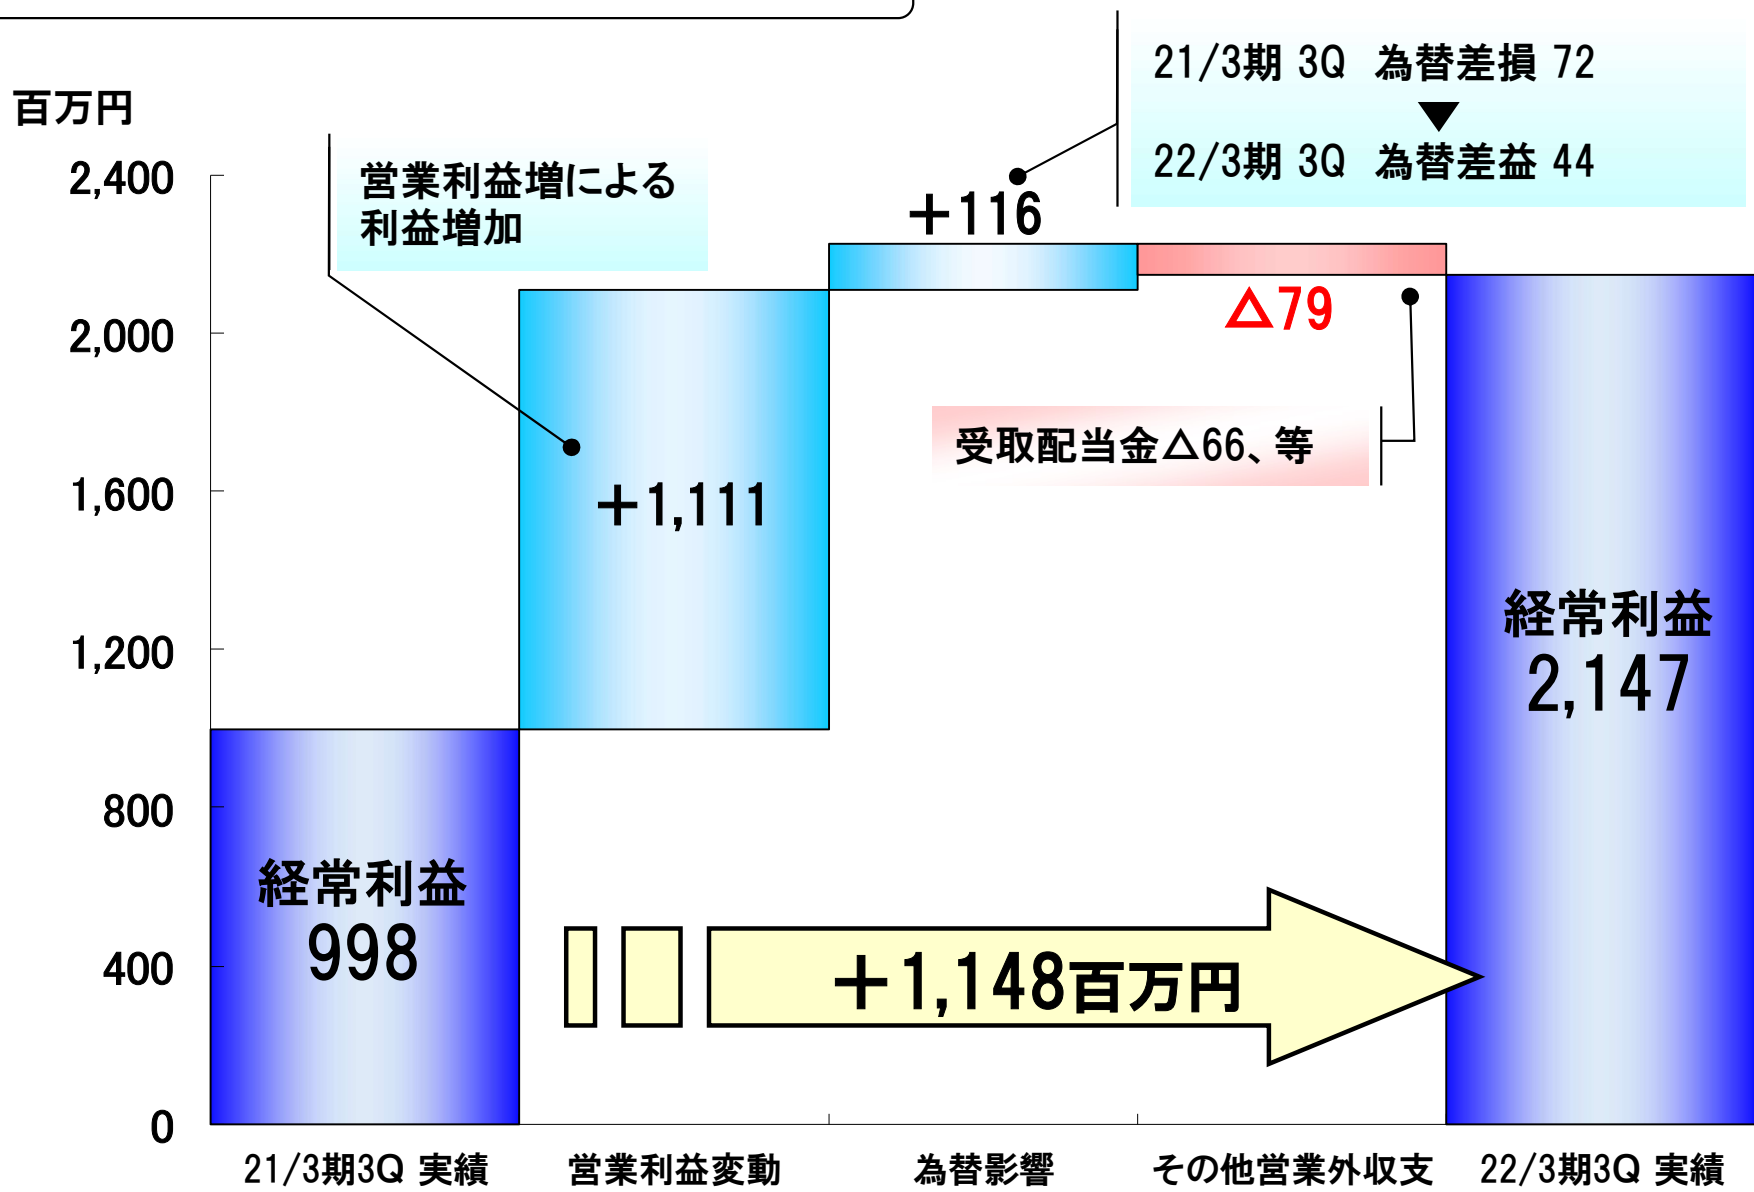 21/3期 3Q 為替差損 72
▼
22/3期 3Q 為替差益 44
百万円
営業利益増による
利益増加
2,400
2,000
1,600
1,200
800
400
0
+116
△79
受取配当金△66、等
+1,111
経常利益
2,147
経常利益
998
+1,148百万円
21/3期3Q 実績
営業利益変動
為替影響
その他営業外収支
22/3期3Q 実績